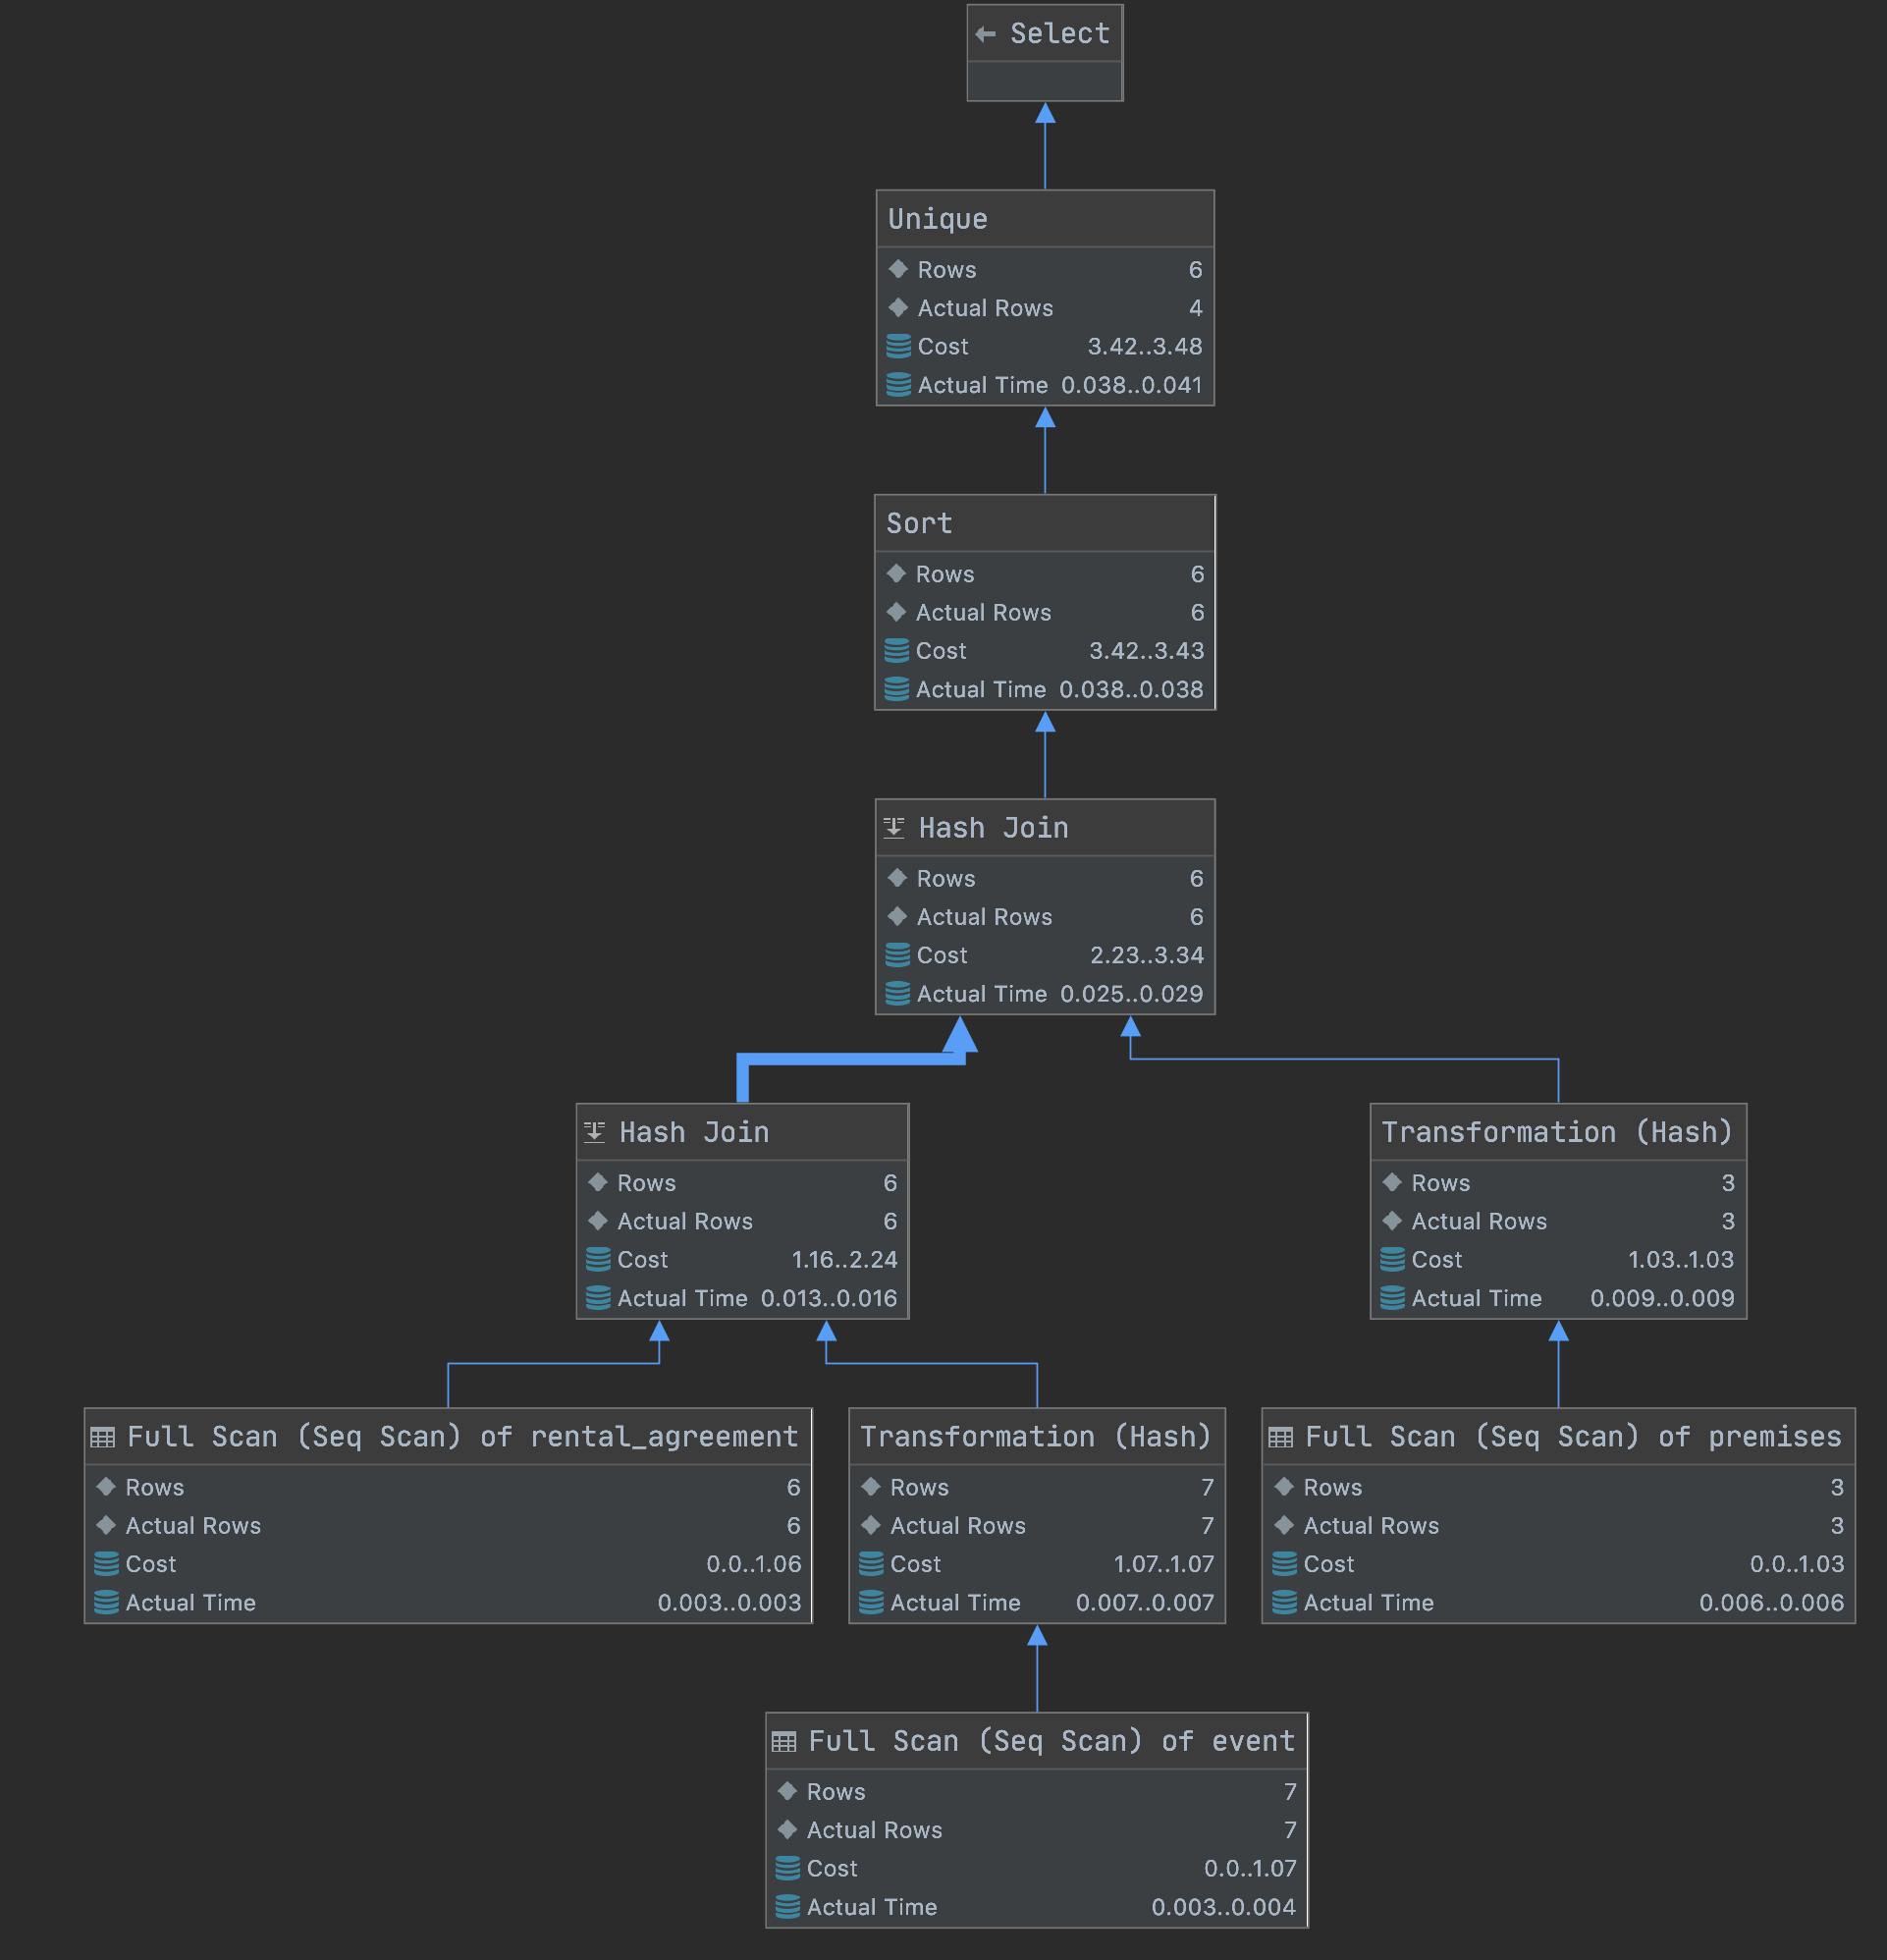 Select
Unique
Rows 6
Actual Rows 4
Cost 3.42..3.48
Actual Time 0.038..0.041
Sort
Rows 6
Actual Rows 6
Cost 3.42..3.43
Actual Time 0.038..0.038
Hash Join
Rows 6
Actual Rows 6
Cost 2.23..3.34
Actual Time 0.025..0.029
Hash Join
Rows 6
Actual Rows 6
Cost 1.16..2.24
Actual Time 0.013..0.016
Transformation (Hash)
Rows 3
Actual Rows 3
Cost 1.03..1.03
Actual Time 0.009..0.009
Full Scan (Seq Scan) of rental_agreement
Rows 6
Actual Rows 6
Cost 0.0..1.06
Actual Time 0.003..0.003
Transformation (Hash)
Rows 7
Actual Rows 7
Cost 1.07..1.07
Actual Time 0.007..0.007
Full Scan (Seq Scan) of premises
Rows 3
Actual Rows 3
Cost 0.0..1.03
Actual Time 0.006..0.006
Full Scan (Seq Scan) of event
Rows 7
Actual Rows 7
Cost 0.0..1.07
Actual Time 0.003..0.004